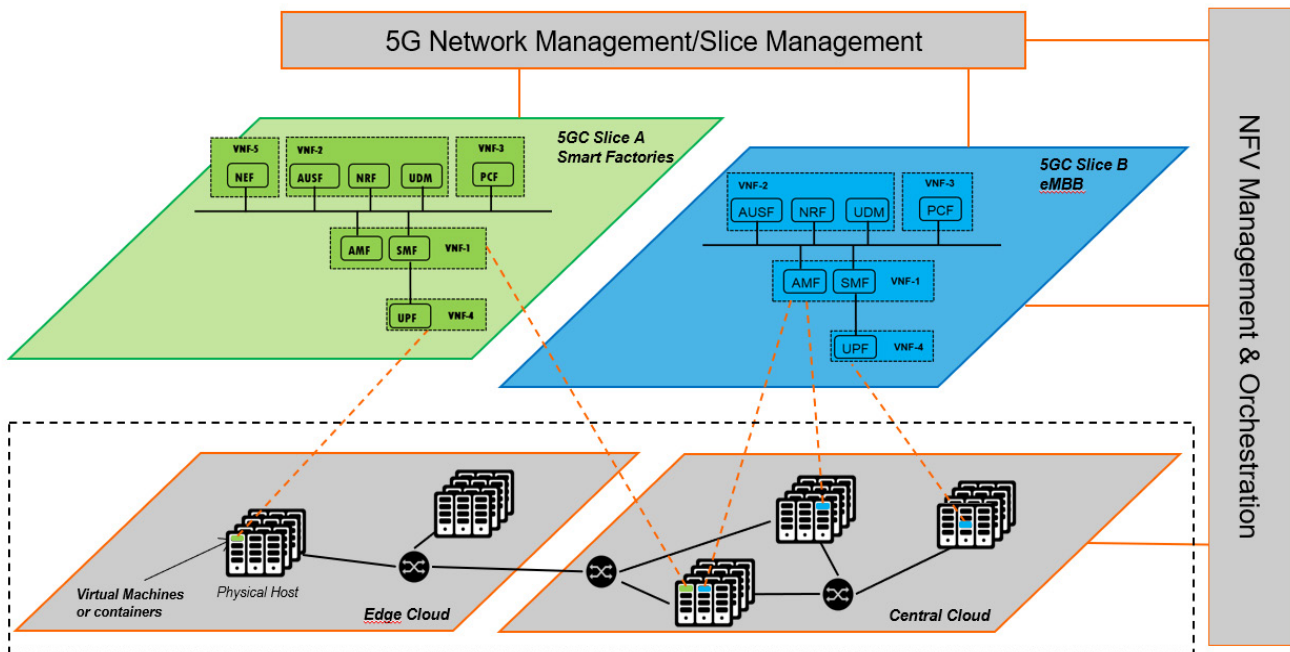 5G Network Management/Slice Management
NFV Management & Orchestration
5GC Slice A
Smart Factories
VNF-5
VNF-2
VNF-3
NEF
AUSF
NRF
UDM
PCF
AMF
SMF
VNF-1
UPF
VNF-4
5GC Slice B
eMBB
VNF-2
VNF-3
AUSF
NRF
UDM
PCF
AMF
SMF
VNF-1
UPF
VNF-4
Virtual Machines
or containers
Physical Host
Edge Cloud
Central Cloud